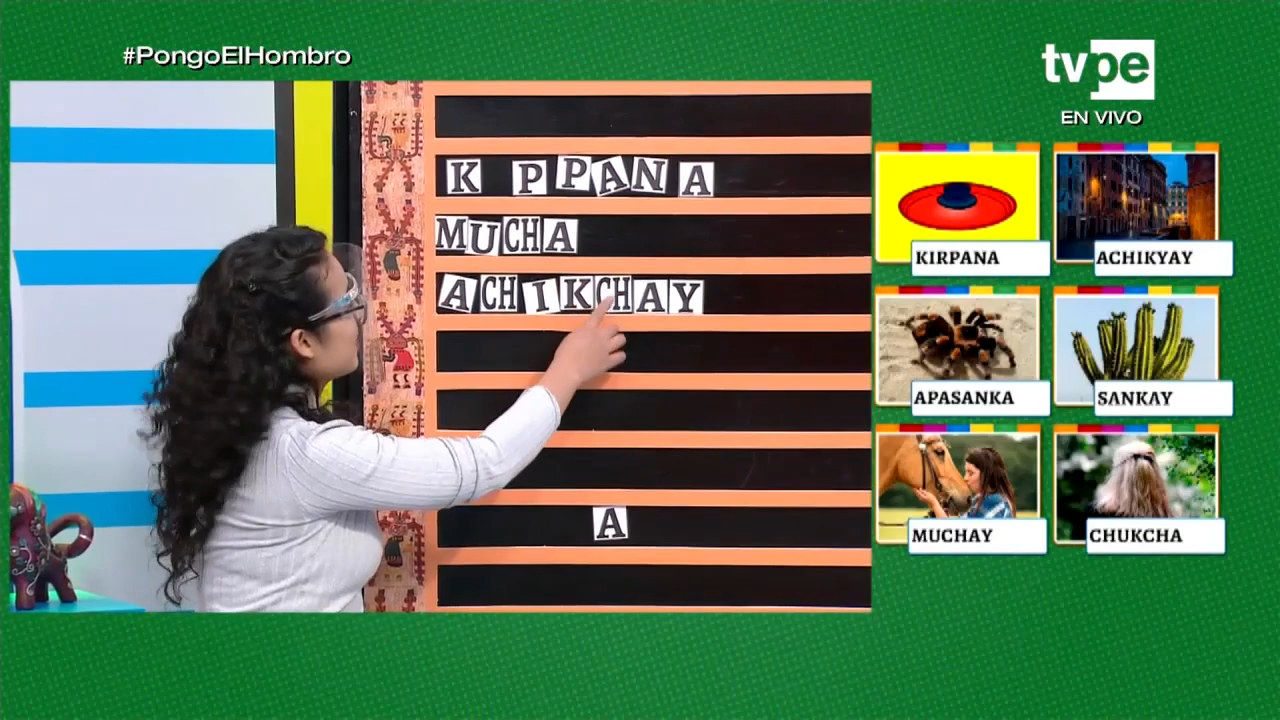 #PongoElHombro
tvpe
EN VIVO
K PPANA A
MUCHA
ACHIKCHAY
A
KIRPANA
ACHIKYAY
APASANKA
SANKAY
MUCHAY
CHUKCHA